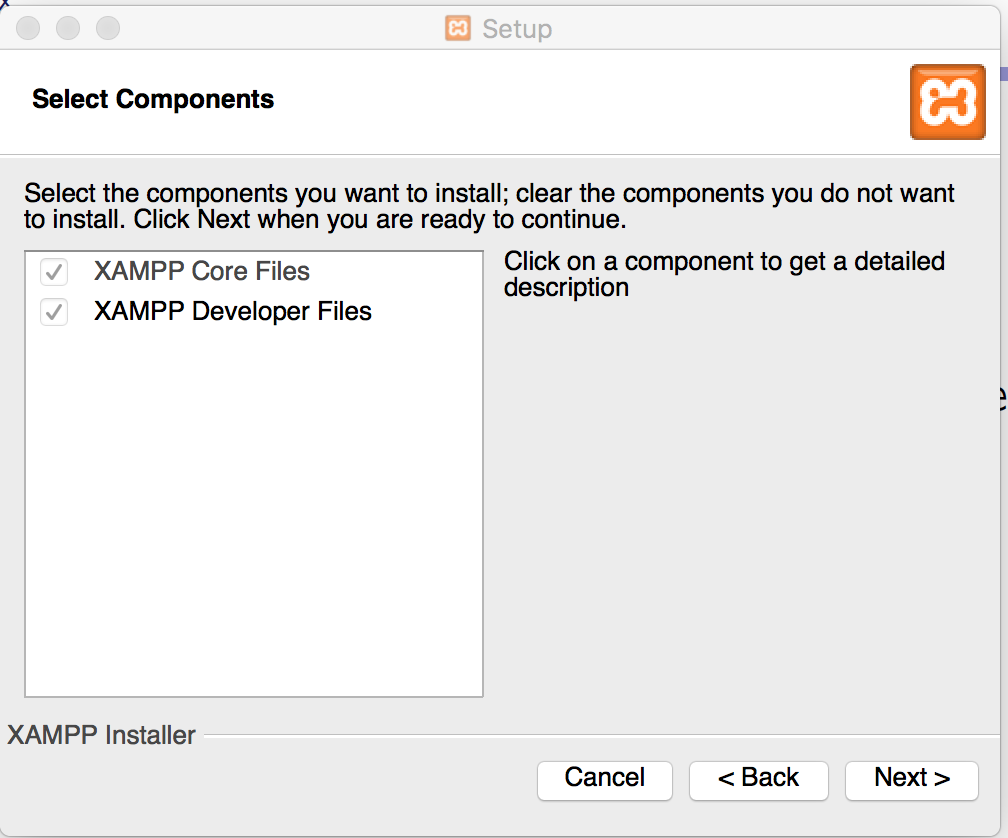 Setup
Select Components
Select the components you want to install; clear the components you do not want
to install. Click Next when you are ready to continue.
XAMPP Core Files
XAMPP Developer Files
Click on a component to get a detailed
description
XAMPP Installer
Cancel
< Back
Next >